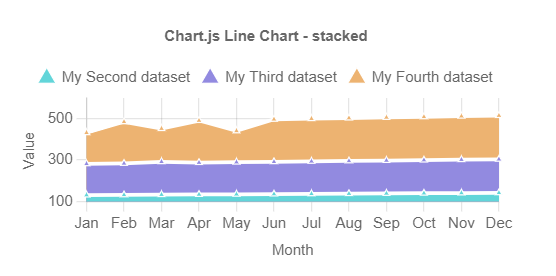 Chart.js Line Chart - stacked
My Second dataset My Third dataset My Fourth dataset
Value
500
300
100
Jan Feb Mar Apr May Jun Jul Aug Sep Oct Nov Dec
Month